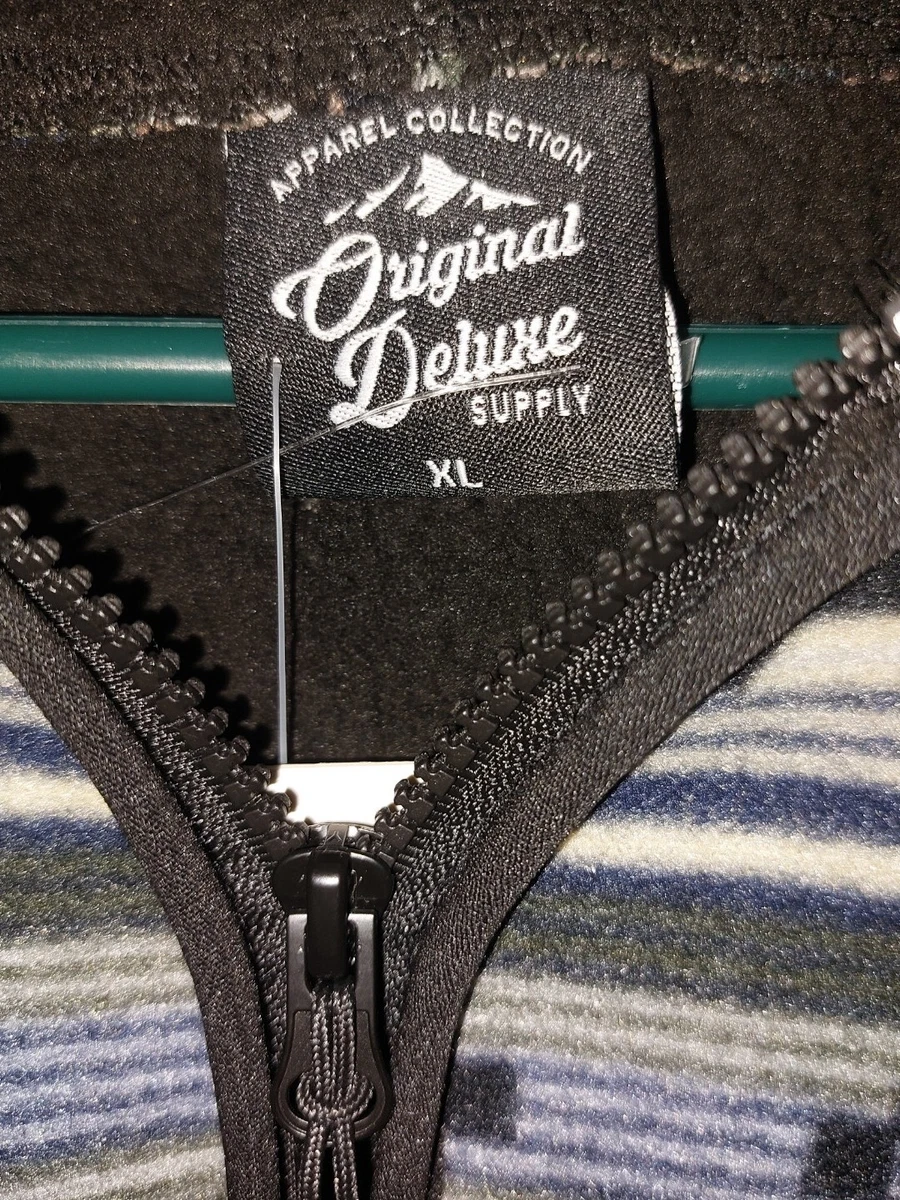 APPAREL COLLECTION
Original
Deluxe
SUPPLY
XL